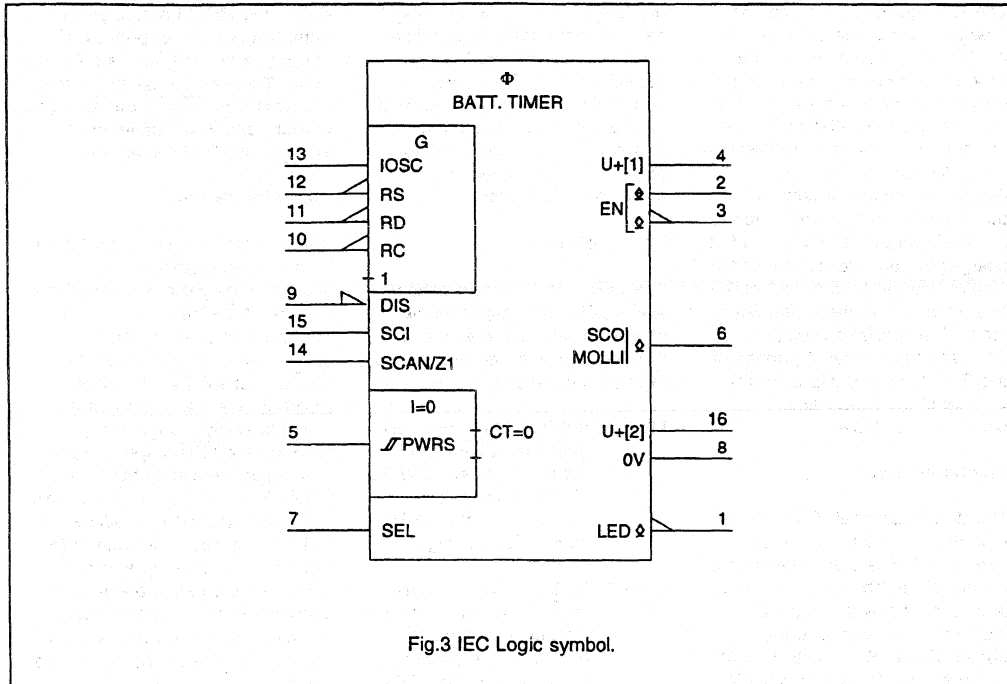 Φ
BATT. TIMER
G
13 IOSC
12 RS
11 RD
10 RC
1
9 DIS
15 SCI
14 SCAN/Z1
I=0
5 PWRS
CT=0
7 SEL
U+[1] 4
EN 2
3
SCO
MOLLI 6
U+[2] 16
0V 8
LED 1
Fig.3 IEC Logic symbol.